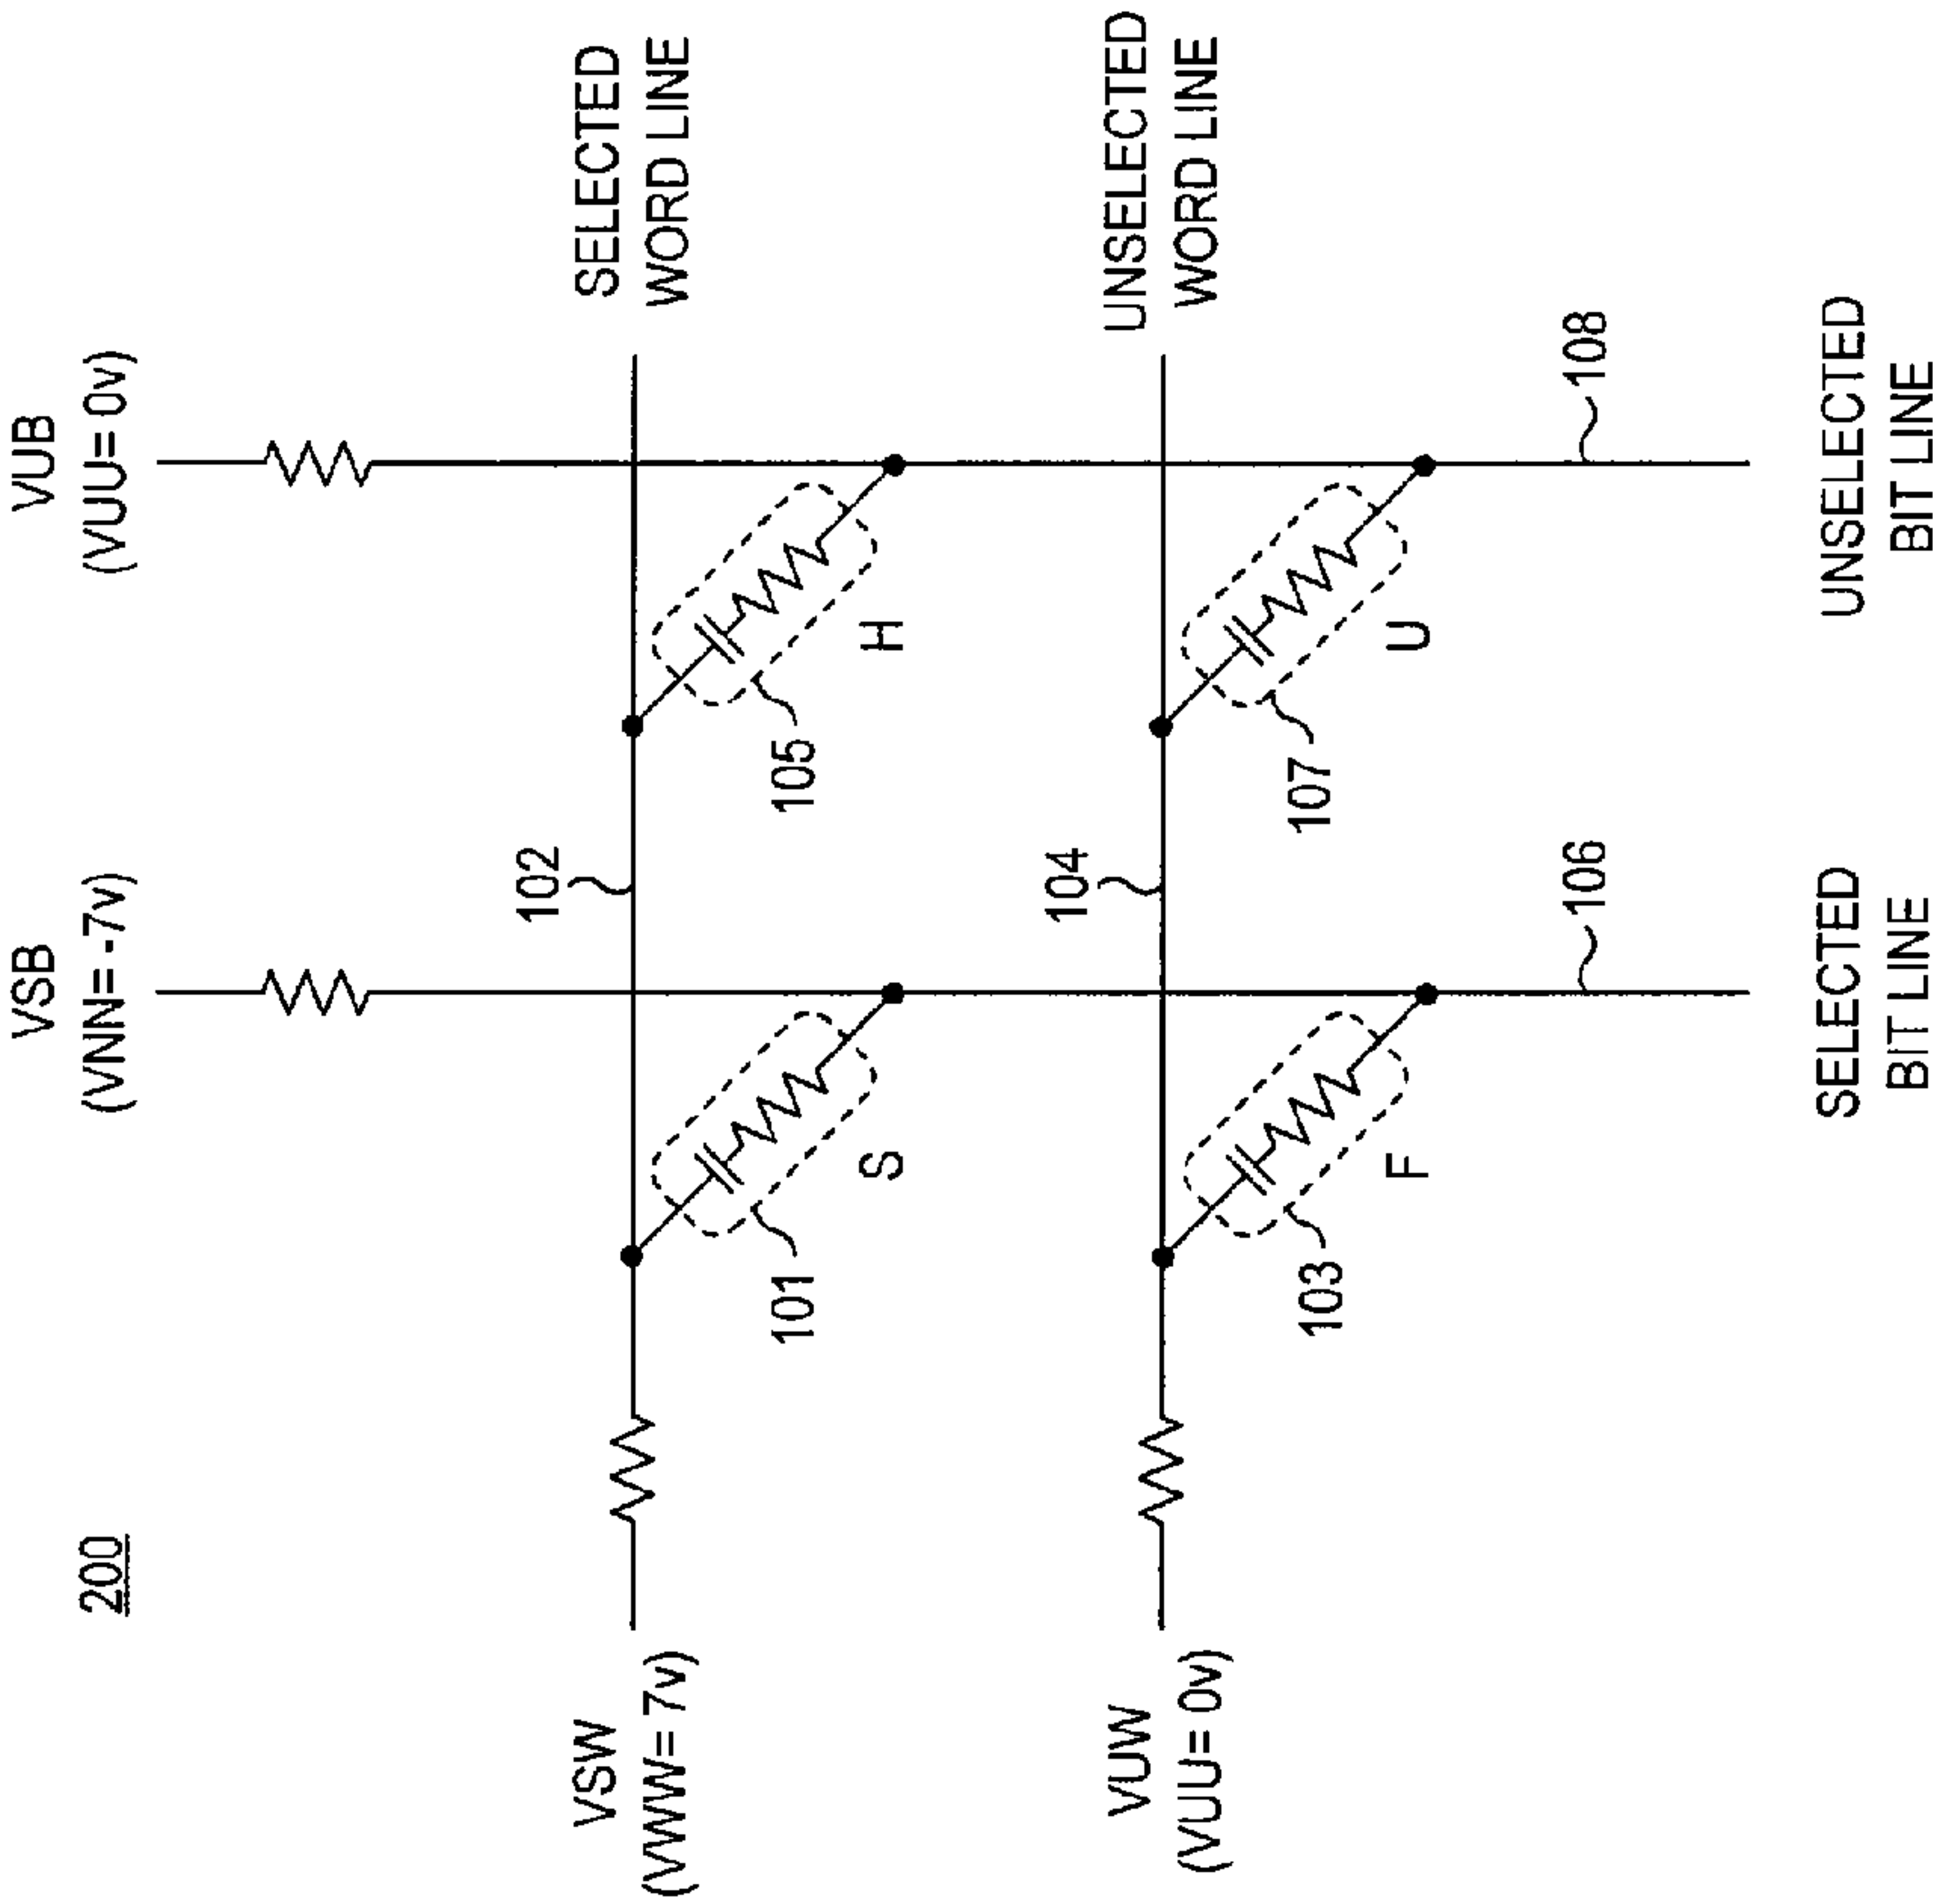 200
VSB
(VNN=-7v)
VUB
(VUU=0v)
102
VSW
(VWW=7v)
SELECTED
WORD LINE
101
105
S
H
104
VUW
(VUU=0v)
UNSELECTED
WORD LINE
103
107
F
U
106
108
SELECTED
BIT LINE
UNSELECTED
BIT LINE